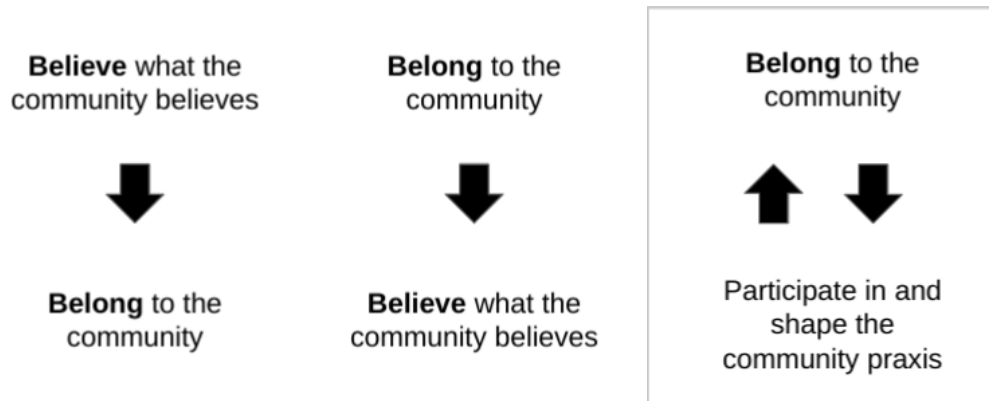 Believe what the
community believes
Belong to the
community
Belong to the
community
Believe what the
community believes
Belong to the
community
Participate in and
shape the
community praxis